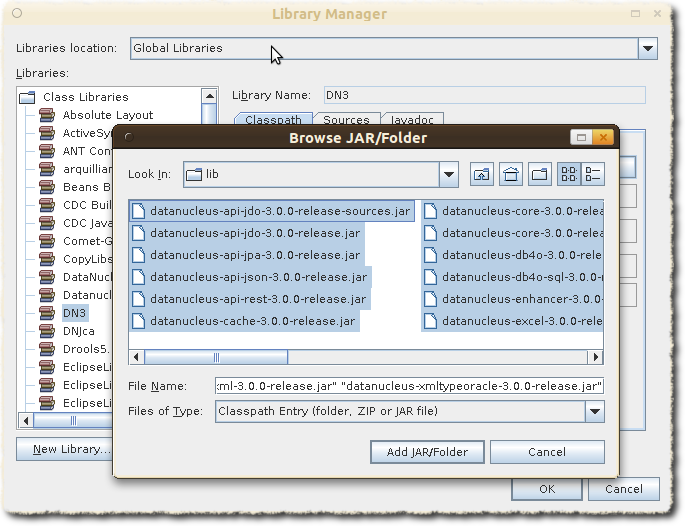 Library Manager
Libraries location: Global Libraries
Libraries:
Class Libraries
Library Name: DN3
Absolute Layout
Classpath Sources Javadoc
Browse JAR/Folder
ANT Con
arquillian
Beans B
CDC Buil
CDC Java
Comet-G
CopyLibs
DataNuc
Datanucl
DN3
DNJca
Drools5.
EclipseLi
EclipseLi
EclipseLi
New Library...
Look In: lib
datanucleus-api-jdo-3.0.0-release-sources.jar
datanucleus-api-jdo-3.0.0-release.jar
datanucleus-api-jpa-3.0.0-release.jar
datanucleus-api-json-3.0.0-release.jar
datanucleus-api-rest-3.0.0-release.jar
datanucleus-cache-3.0.0-release.jar
datanucleus-core-3.0.0-relea
datanucleus-core-3.0.0-relea
datanucleus-db4o-3.0.0-rele
datanucleus-db4o-sql-3.0.0-
datanucleus-enhancer-3.0.0
datanucleus-excel-3.0.0-rele
File Name: :ml-3.0.0-release.jar" "datanucleus-xmltypeoracle-3.0.0-release.jar"
Files of Type: Classpath Entry (folder, ZIP or JAR file)
Add JAR/Folder Cancel
OK Cancel